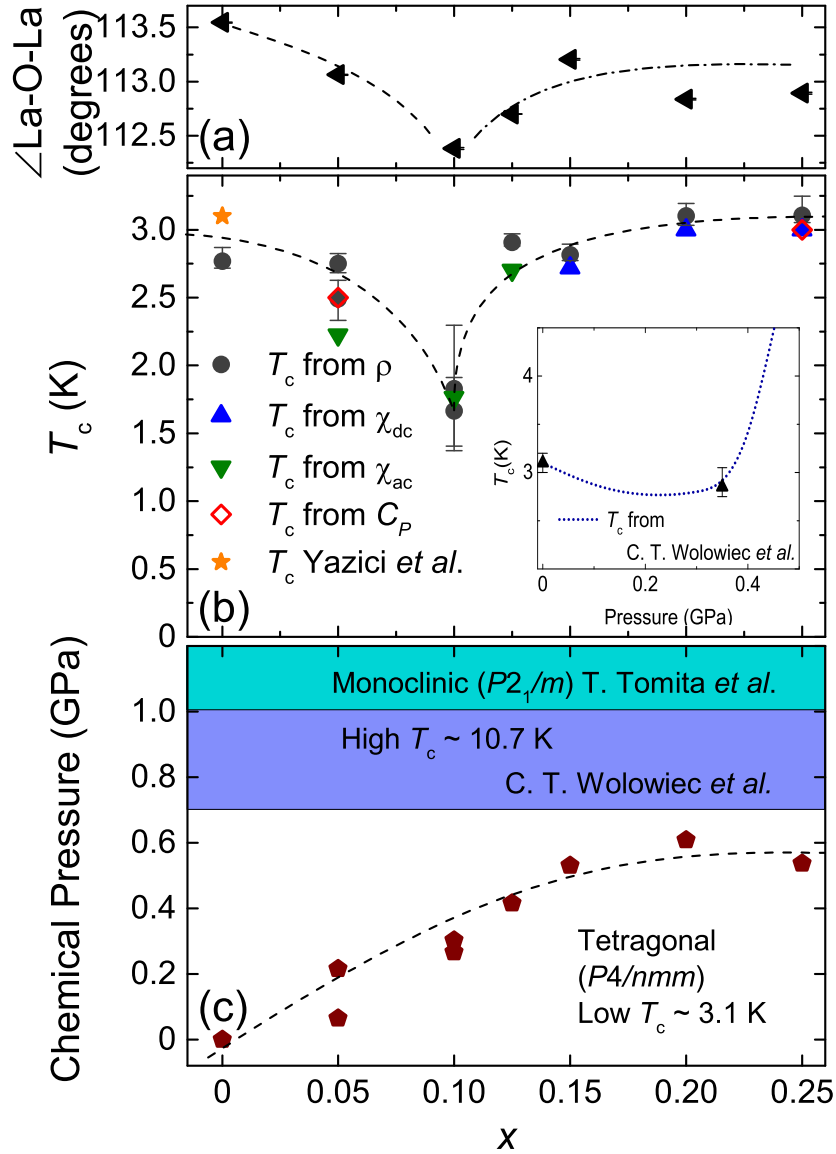 ∠La-O-La
(degrees)
113.5
113.0
112.5
(a)
3.0
2.5
2.0
1.5
1.0
0.5
0
T_c (K)
T_c from ρ
T_c from χ_dc
T_c from χ_ac
T_c from C_P
T_c Yazici et al.
(b)
4
3
T_c(K)
T_c from
C. T. Wolowiec et al.
0 0.2 0.4
Pressure (GPa)
Chemical Pressure (GPa)
1.0
0.8
0.6
0.4
0.2
0
Monoclinic (P2_1/m) T. Tomita et al.
High T_c ~ 10.7 K
C. T. Wolowiec et al.
Tetragonal
(P4/nmm)
Low T_c ~ 3.1 K
(c)
0 0.05 0.10 0.15 0.20 0.25
x